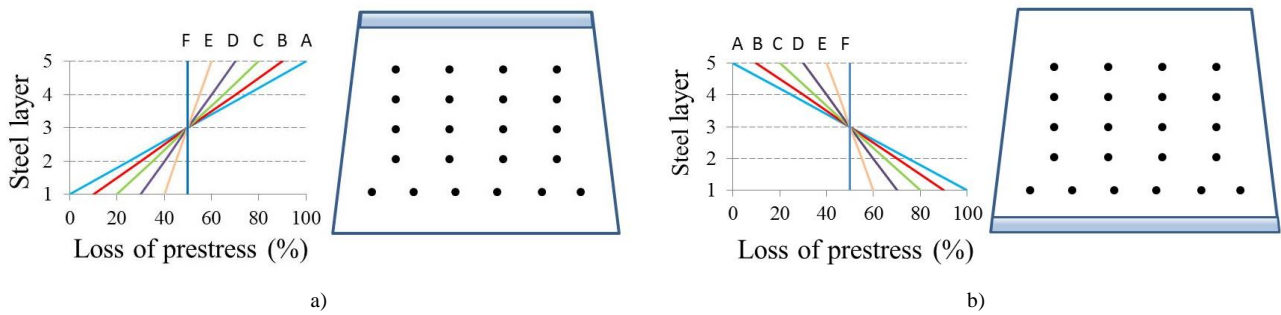 F E D C B A
5
4
3
2
1
Steel layer
0 20 40 60 80 100
Loss of prestress (%)
a)
A B C D E F
5
4
3
2
1
Steel layer
0 20 40 60 80 100
Loss of prestress (%)
b)